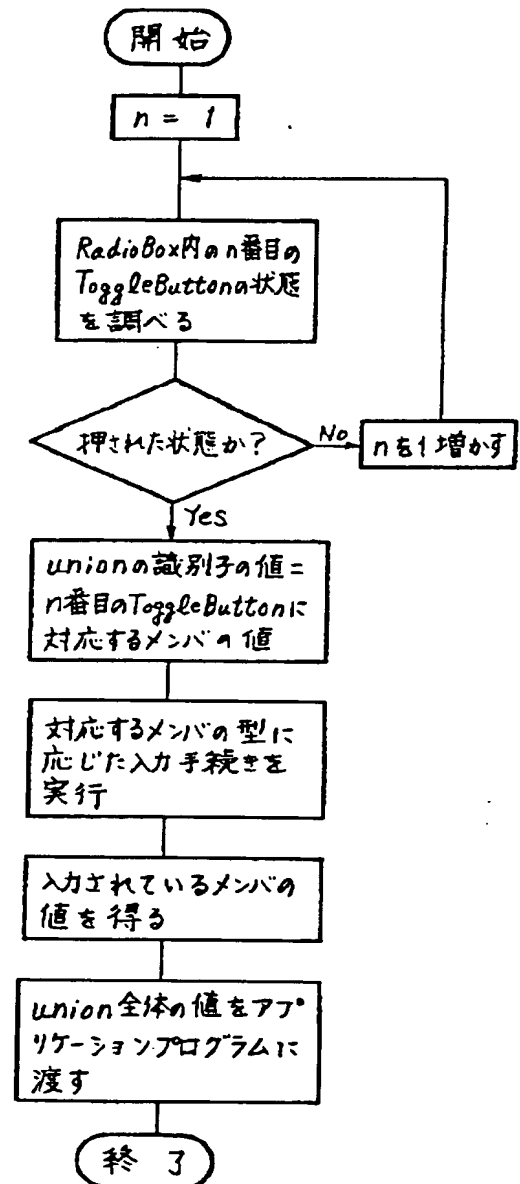 開始
n = 1
RadioBox内のn番目の
ToggleButtonの状態
を調べる
押された状態か?
No
nを1増かす
Yes
unionの識別子の値=
n番目のToggleButtonに
対応するメンバの値
対応するメンバの型に
応じた入力手続きを
実行
入力されているメンバの
値を得る
union全体の値をアプ
リケーションプログラムに
渡す
終了